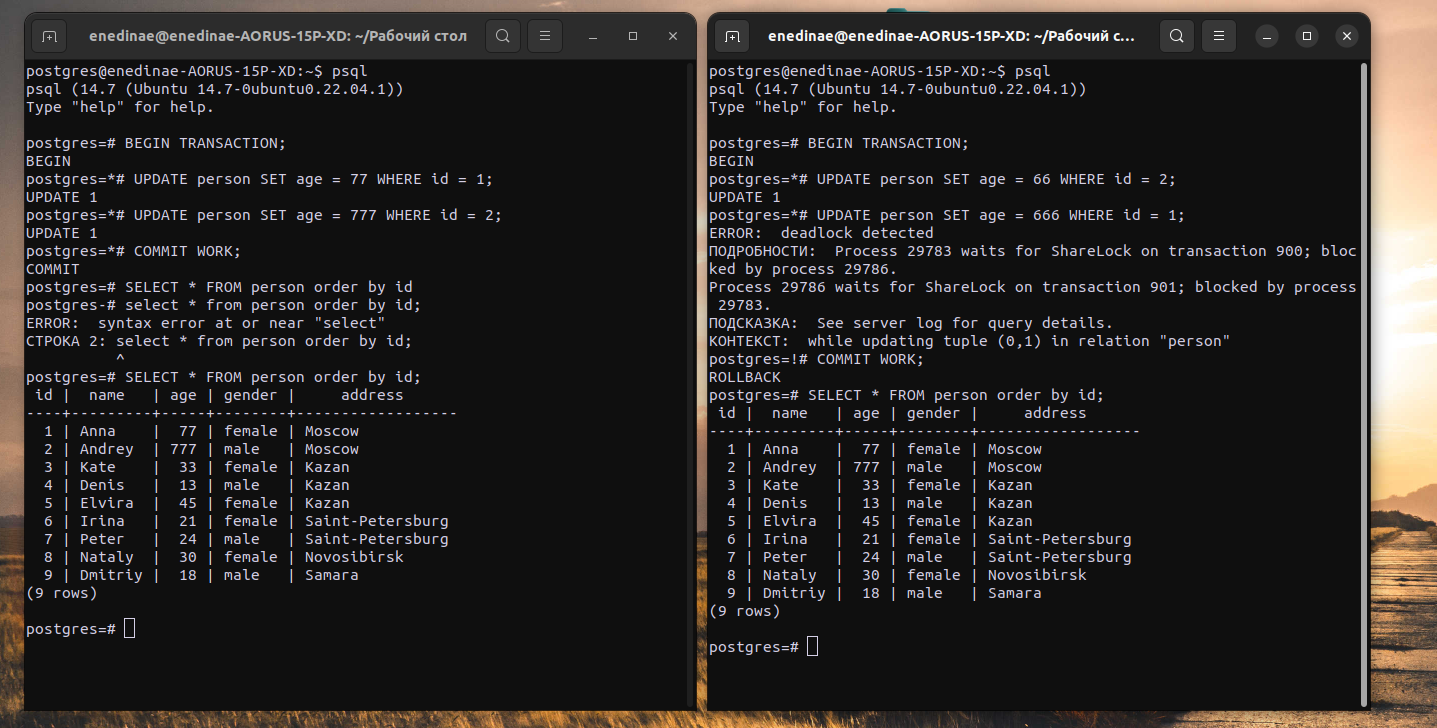 enedinae@enedinae-AORUS-15P-XD: ~/Рабочий стол
postgres@enedinae-AORUS-15P-XD:~$ psql
psql (14.7 (Ubuntu 14.7-0ubuntu0.22.04.1))
Type "help" for help.
postgres=# BEGIN TRANSACTION;
BEGIN
postgres=*# UPDATE person SET age = 77 WHERE id = 1;
UPDATE 1
postgres=*# UPDATE person SET age = 777 WHERE id = 2;
UPDATE 1
postgres=*# COMMIT WORK;
COMMIT
postgres=# SELECT * FROM person order by id
postgres-# select * from person order by id;
ERROR:  syntax error at or near "select"
СТРОКА 2: select * from person order by id;
^
postgres=# SELECT * FROM person order by id;
 id |  name   | age | gender |     address
----+---------+-----+--------+------------------
  1 | Anna    |  77 | female | Moscow
  2 | Andrey  | 777 | male   | Moscow
  3 | Kate    |  33 | female | Kazan
  4 | Denis   |  13 | male   | Kazan
  5 | Elvira  |  45 | female | Kazan
  6 | Irina   |  21 | female | Saint-Petersburg
  7 | Peter   |  24 | male   | Saint-Petersburg
  8 | Nataly  |  30 | female | Novosibirsk
  9 | Dmitriy |  18 | male   | Samara
(9 rows)
postgres=#
enedinae@enedinae-AORUS-15P-XD: ~/Рабочий с...
postgres@enedinae-AORUS-15P-XD:~$ psql
psql (14.7 (Ubuntu 14.7-0ubuntu0.22.04.1))
Type "help" for help.
postgres=# BEGIN TRANSACTION;
BEGIN
postgres=*# UPDATE person SET age = 66 WHERE id = 2;
UPDATE 1
postgres=*# UPDATE person SET age = 666 WHERE id = 1;
ERROR:  deadlock detected
ПОДРОБНОСТИ:  Process 29783 waits for ShareLock on transaction 900; bloc
ked by process 29786.
Process 29786 waits for ShareLock on transaction 901; blocked by process
 29783.
ПОДСКАЗКА:  See server log for query details.
КОНТЕКСТ:  while updating tuple (0,1) in relation "person"
postgres=!# COMMIT WORK;
ROLLBACK
postgres=# SELECT * FROM person order by id;
 id |  name   | age | gender |     address
----+---------+-----+--------+------------------
  1 | Anna    |  77 | female | Moscow
  2 | Andrey  | 777 | male   | Moscow
  3 | Kate    |  33 | female | Kazan
  4 | Denis   |  13 | male   | Kazan
  5 | Elvira  |  45 | female | Kazan
  6 | Irina   |  21 | female | Saint-Petersburg
  7 | Peter   |  24 | male   | Saint-Petersburg
  8 | Nataly  |  30 | female | Novosibirsk
  9 | Dmitriy |  18 | male   | Samara
(9 rows)
postgres=#